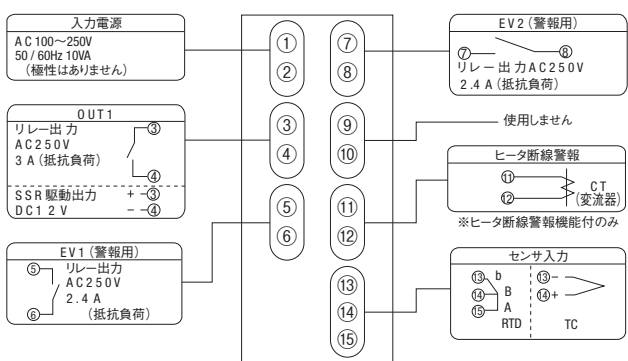 入力電源
AC100～250V
50/60Hz 10VA
（極性はありません）
OUT1
リレー出力
AC250V
3A（抵抗負荷）
③
④
SSR駆動出力 + ③
DC12V - ④
EV1（警報用）
⑤ リレー出力
AC250V
2.4A
⑥ （抵抗負荷）
①
②
③
④
⑤
⑥
⑦
⑧
⑨
⑩
⑪
⑫
⑬
⑭
⑮
EV2（警報用）
⑦ ⑧
リレー出力AC250V
2.4A（抵抗負荷）
使用しません
ヒータ断線警報
⑪
⑫
CT
（変流器）
※ヒータ断線警報機能付のみ
センサ入力
⑬ b ⑬ -
⑭ B ⑭ +
⑮ A
RTD TC